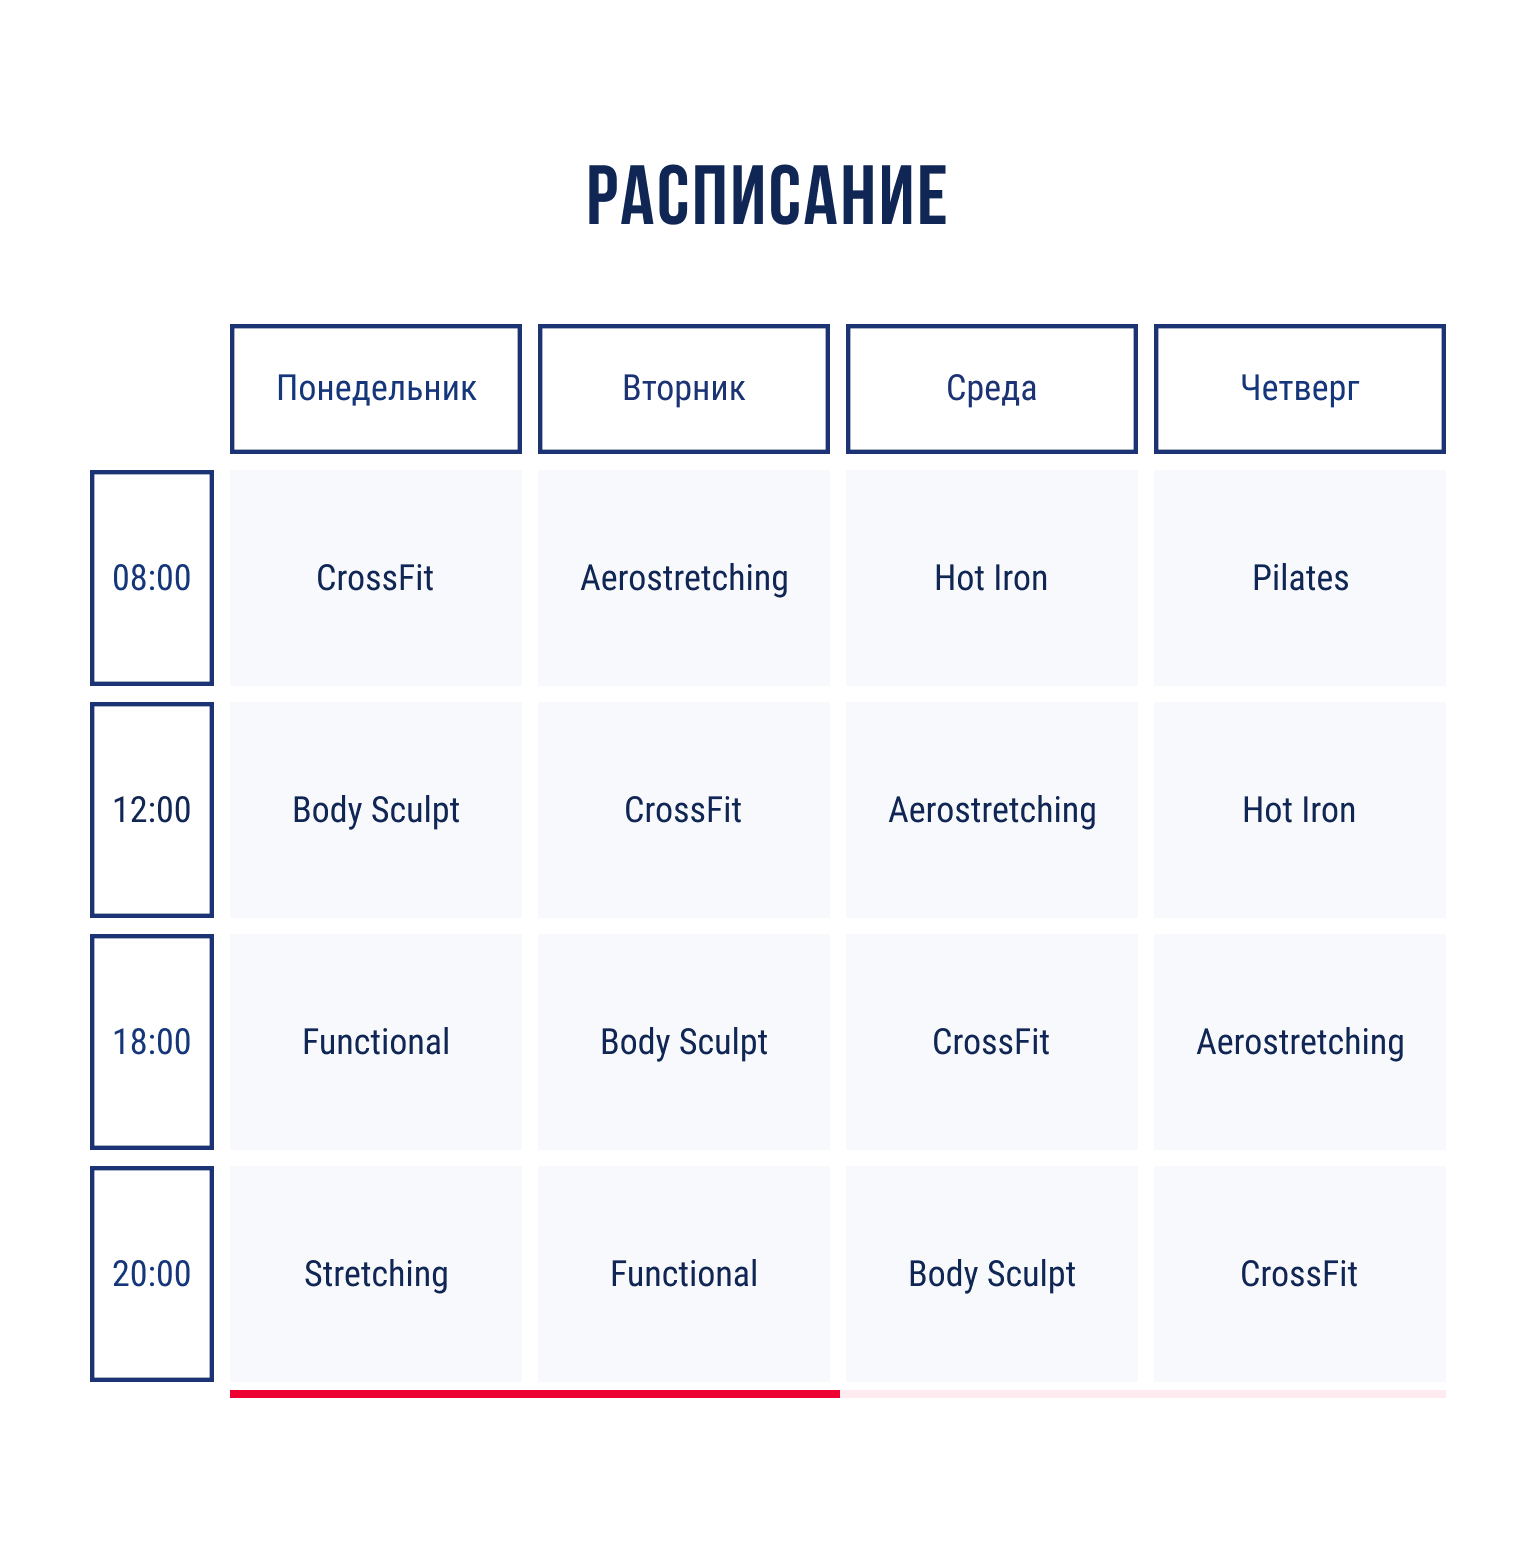 РАСПИСАНИЕ
Понедельник Вторник Среда Четверг
08:00 CrossFit Aerostretching Hot Iron Pilates
12:00 Body Sculpt CrossFit Aerostretching Hot Iron
18:00 Functional Body Sculpt CrossFit Aerostretching
20:00 Stretching Functional Body Sculpt CrossFit